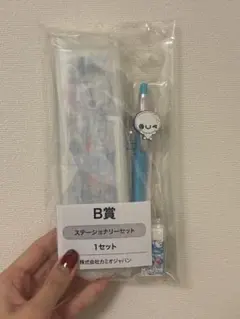 B賞
ステーショナリーセット
1セット
株式会社カミオジャパン